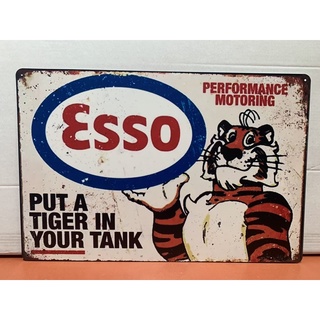 PERFORMANCE
MOTORING
Esso
PUT A
TIGER IN
YOUR TANK